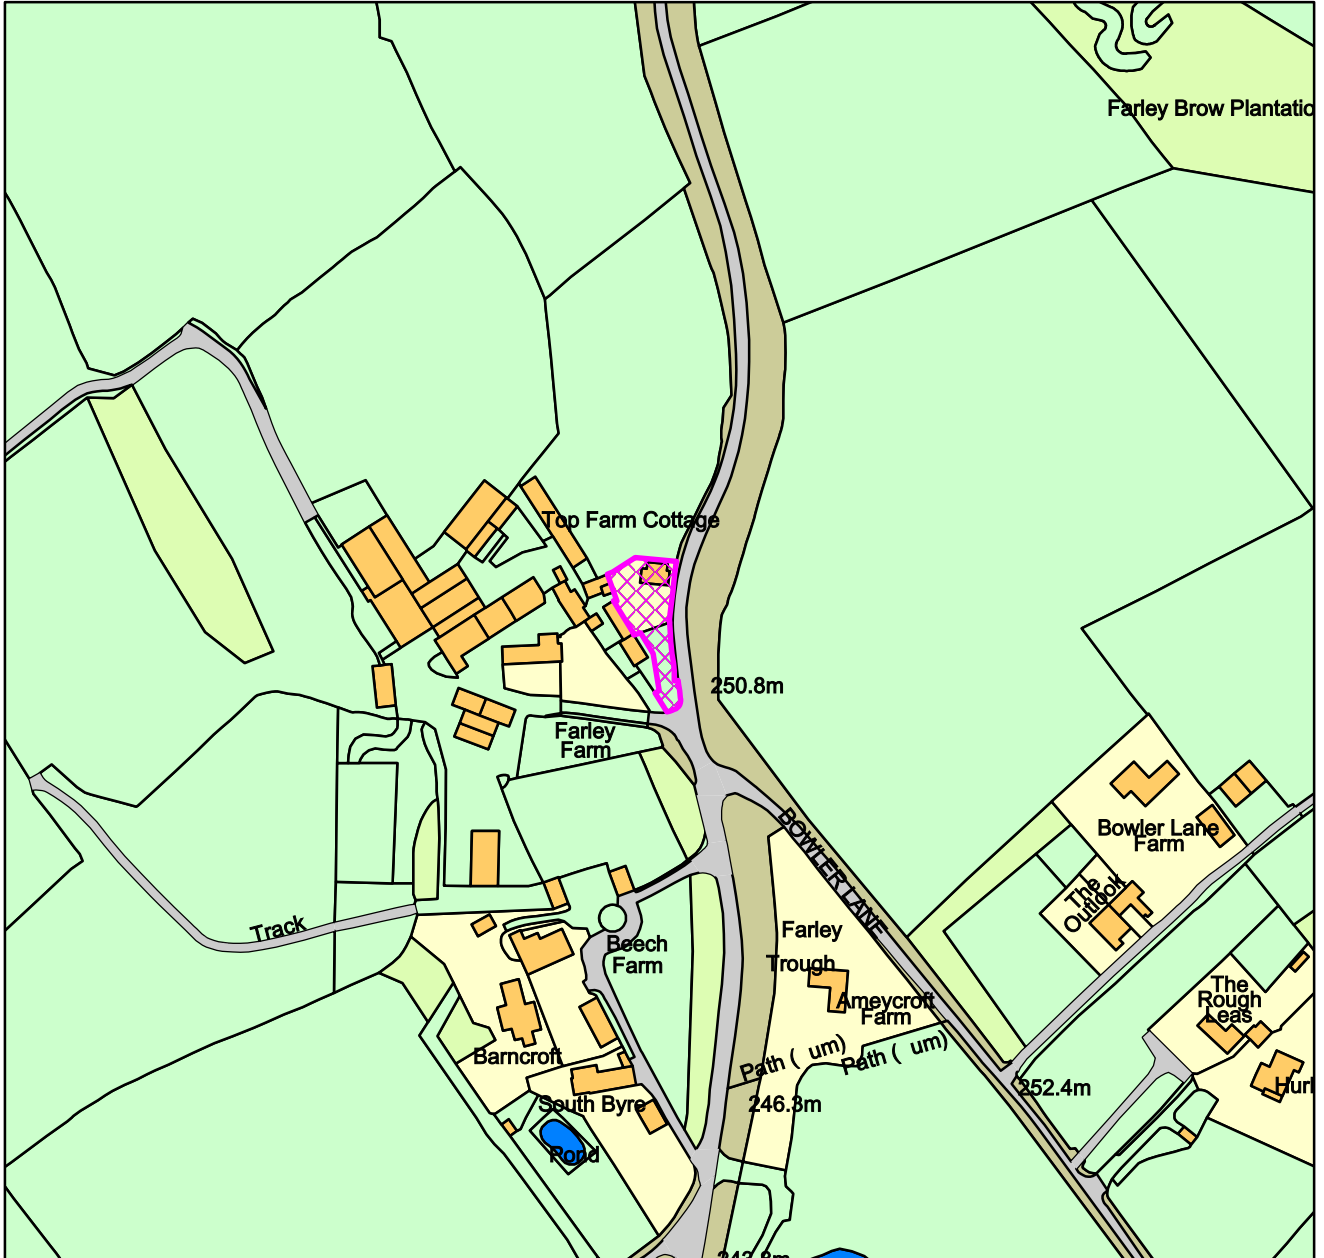 Farley Brow Plantatio
Top Farm Cottage
250.8m
Farley
Farm
BOWLER LANE
Bowler Lane
Farm
The
Outlook
Track
Beech
Farm
Farley
Trough
Ameycroft
Farm
The
Rough
Leas
Barncroft
Path ( um)
Path ( um)
252.4m
Hurl
South Byre
246.3m
Pond
243.8m